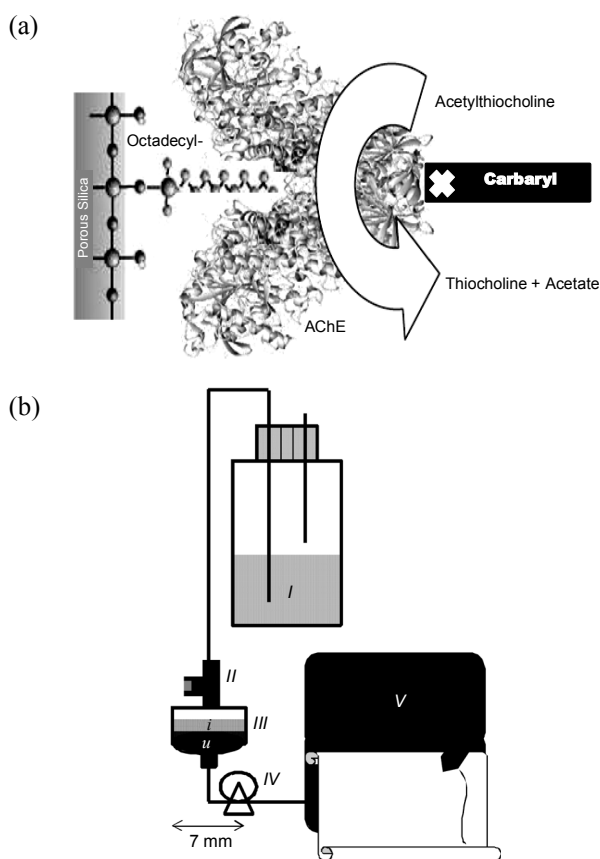 (a)
Octadecyl-
Porous Silica
Acetylthiocholine
Carbaryl
Thiocholine + Acetate
AChE
(b)
I
II
V
i
III
u
IV
7 mm